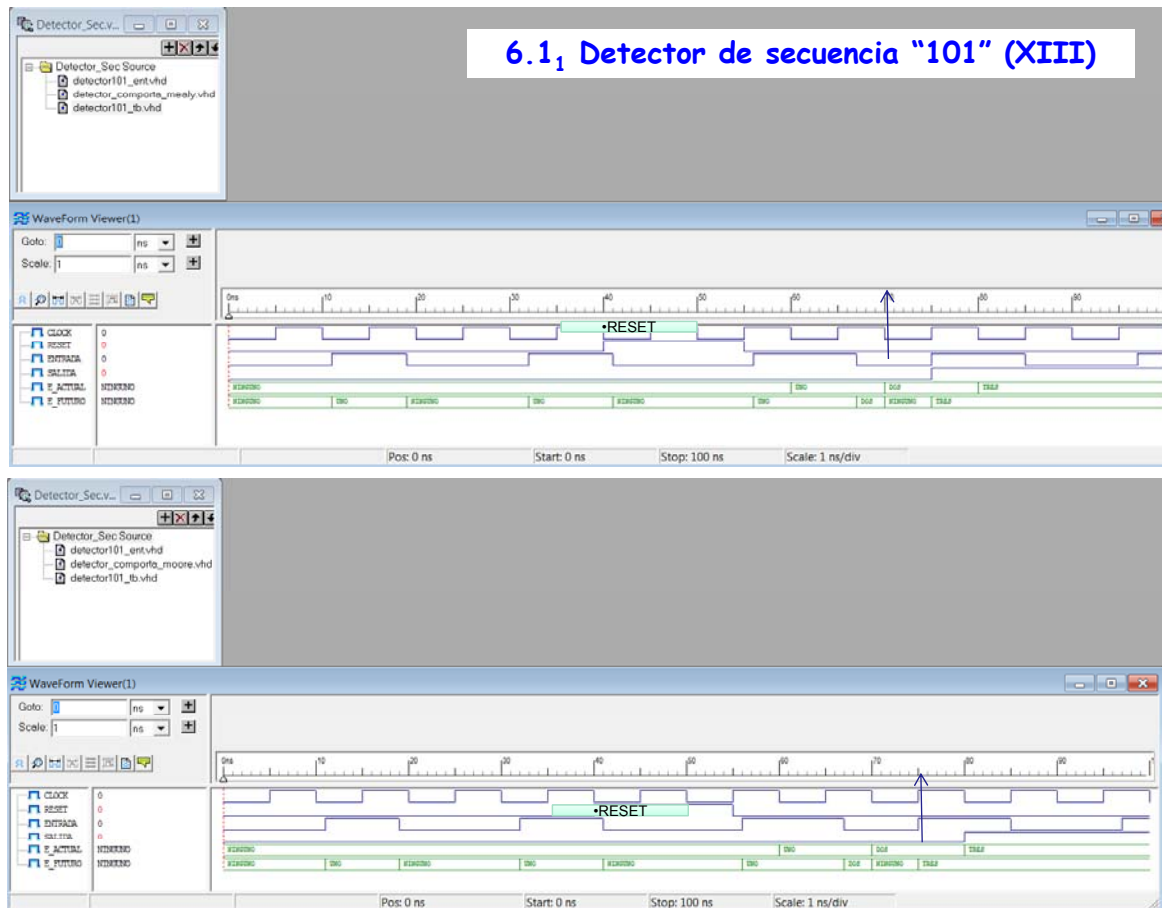 Detector_Sec.v...
6.1₁ Detector de secuencia “101” (XIII)
Detector_Sec Source
detector101_ent.vhd
detector_comporta_mealy.vhd
detector101_tb.vhd
WaveForm Viewer(1)
Goto: 0 ns
Scale: 1 ns
0ns 10 20 30 40 50 60 80 90
•RESET
CLOCK 0
RESET 0
ENTRADA 0
SALIDA 0
E_ACTUAL NINGUNO NINGUNO UNO DOS TRES
E_FUTURO NINGUNO NINGUNO UNO NINGUNO UNO NINGUNO UNO DOS NINGUNO TRES
Pos: 0 ns Start: 0 ns Stop: 100 ns Scale: 1 ns/div
Detector_Sec.v...
Detector_Sec Source
detector101_ent.vhd
detector_comporta_moore.vhd
detector101_tb.vhd
WaveForm Viewer(1)
Goto: 0 ns
Scale: 1 ns
0ns 10 20 30 40 50 60 70 80 90
•RESET
CLOCK 0
RESET 0
ENTRADA 0
SALIDA 0
E_ACTUAL NINGUNO NINGUNO UNO DOS TRES
E_FUTURO NINGUNO NINGUNO UNO NINGUNO UNO NINGUNO UNO DOS NINGUNO TRES
Pos: 0 ns Start: 0 ns Stop: 100 ns Scale: 1 ns/div